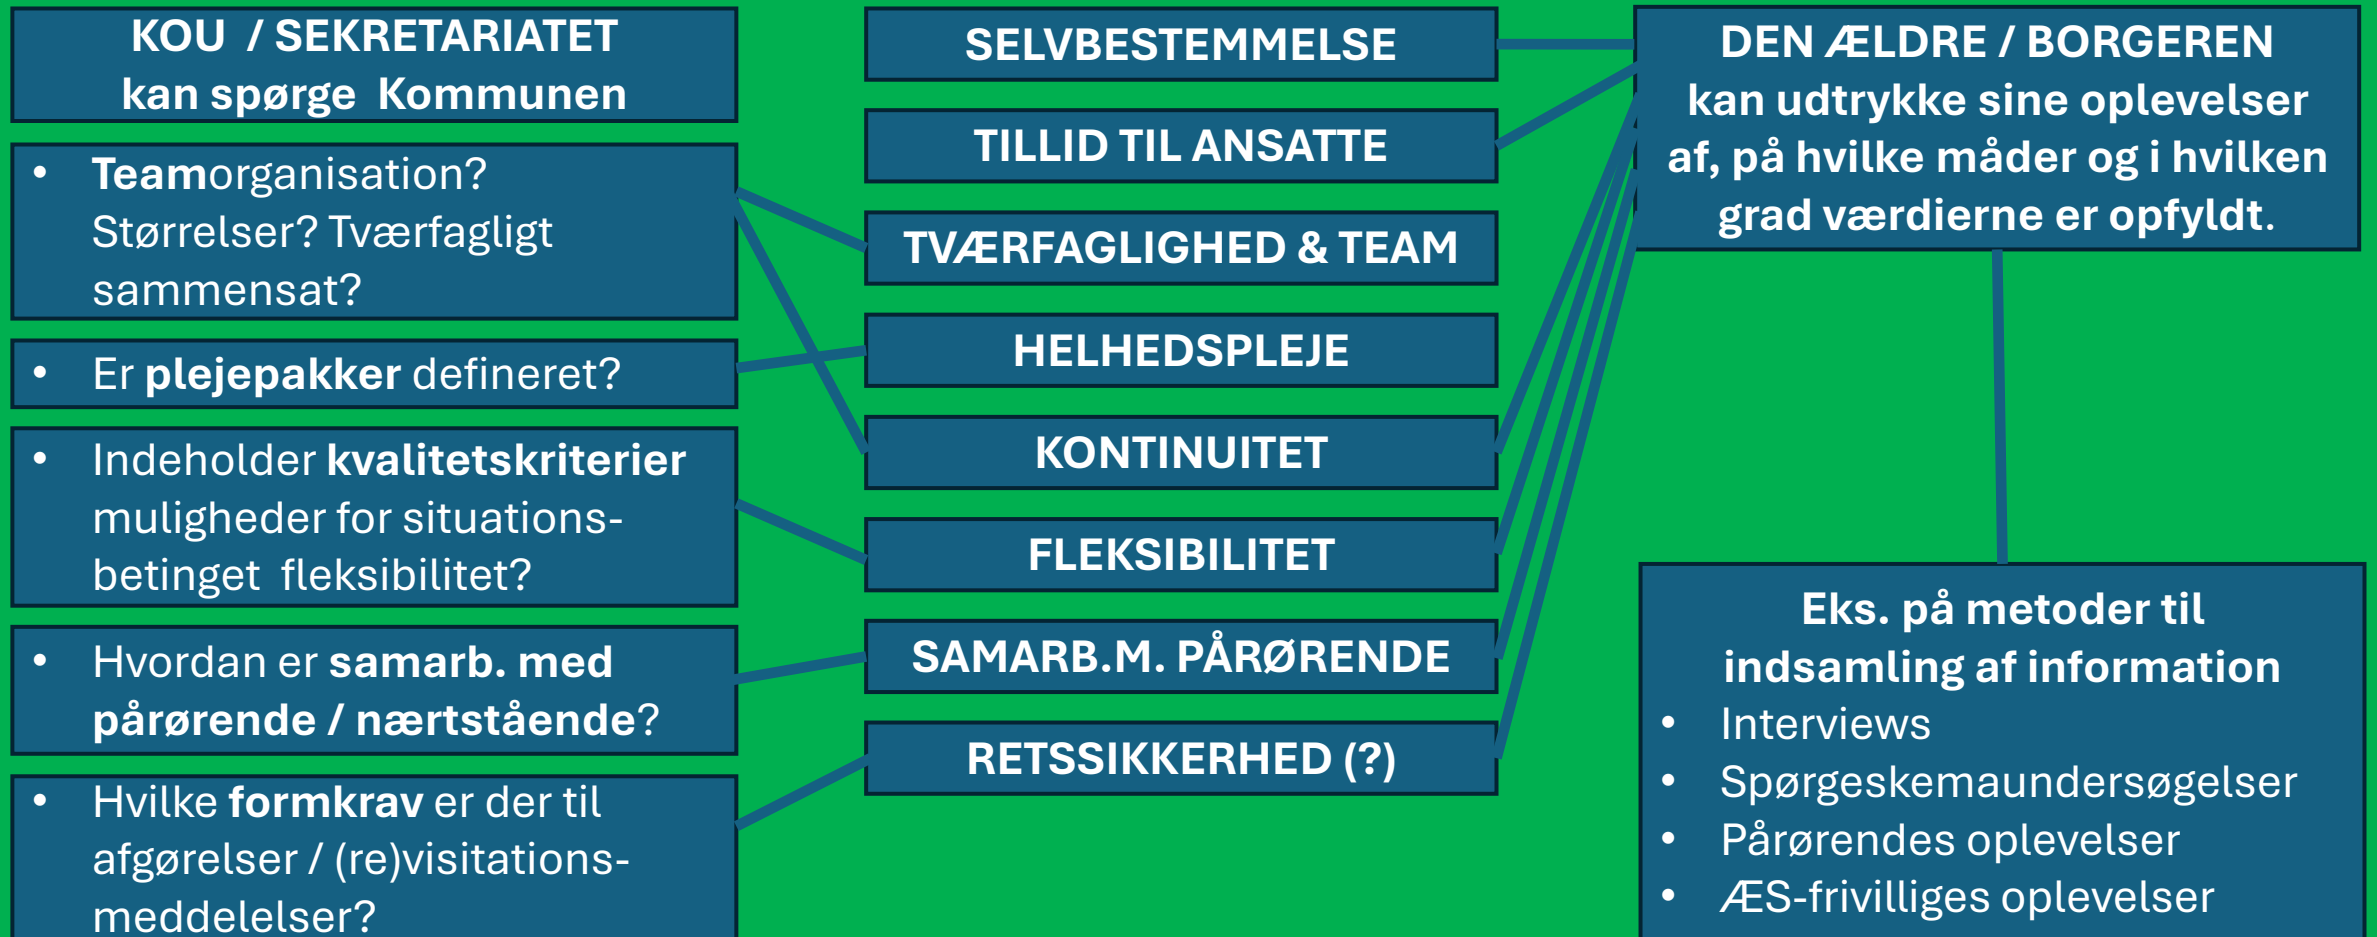 KOU / SEKRETARIATET
kan spørge Kommunen
• Teamorganisation?
Størrelser? Tværfagligt
sammensat?
• Er plejepakker defineret?
• Indeholder kvalitetskriterier
muligheder for situations-
betinget fleksibilitet?
• Hvordan er samarb. med
pårørende / nærtstående?
• Hvilke formkrav er der til
afgørelser / (re)visitations-
meddelelser?
SELVBESTEMMELSE
TILLID TIL ANSATTE
TVÆRFAGLIGHED & TEAM
HELHEDSPLEJE
KONTINUITET
FLEKSIBILITET
SAMARB.M. PÅRØRENDE
RETSSIKKERHED (?)
DEN ÆLDRE / BORGEREN
kan udtrykke sine oplevelser
af, på hvilke måder og i hvilken
grad værdierne er opfyldt.
Eks. på metoder til
indsamling af information
• Interviews
• Spørgeskemaundersøgelser
• Pårørendes oplevelser
• ÆS-frivilliges oplevelser